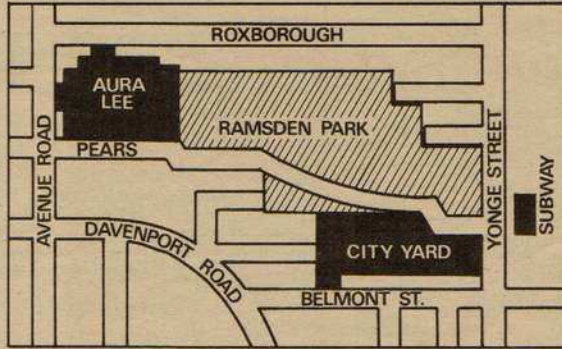 ROXBOROUGH
AURA
LEE
RAMSDEN PARK
PEARS
AVENUE ROAD
YONGE STREET
SUBWAY
DAVENPORT ROAD
CITY YARD
BELMONT ST.